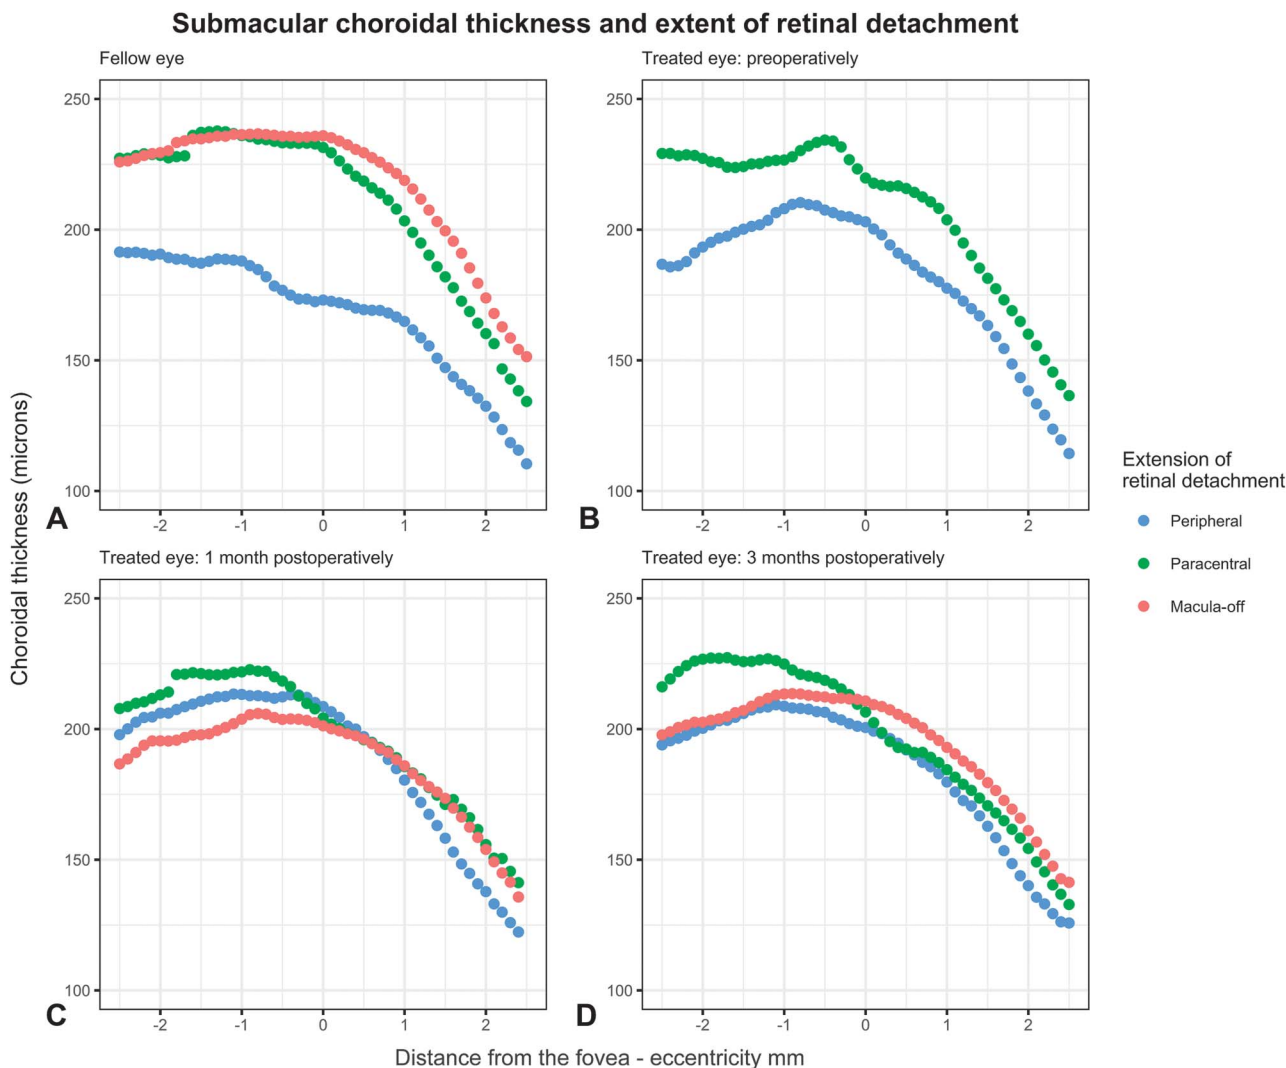 Submacular choroidal thickness and extent of retinal detachment
Fellow eye
Treated eye: preoperatively
250
200
150
100
-2
-1
0
1
2
A
250
200
150
100
-2
-1
0
1
2
B
Choroidal thickness (microns)
Extension of
retinal detachment
Peripheral
Paracentral
Macula-off
Treated eye: 1 month postoperatively
Treated eye: 3 months postoperatively
250
200
150
100
-2
-1
0
1
2
C
250
200
150
100
-2
-1
0
1
2
D
Distance from the fovea - eccentricity mm